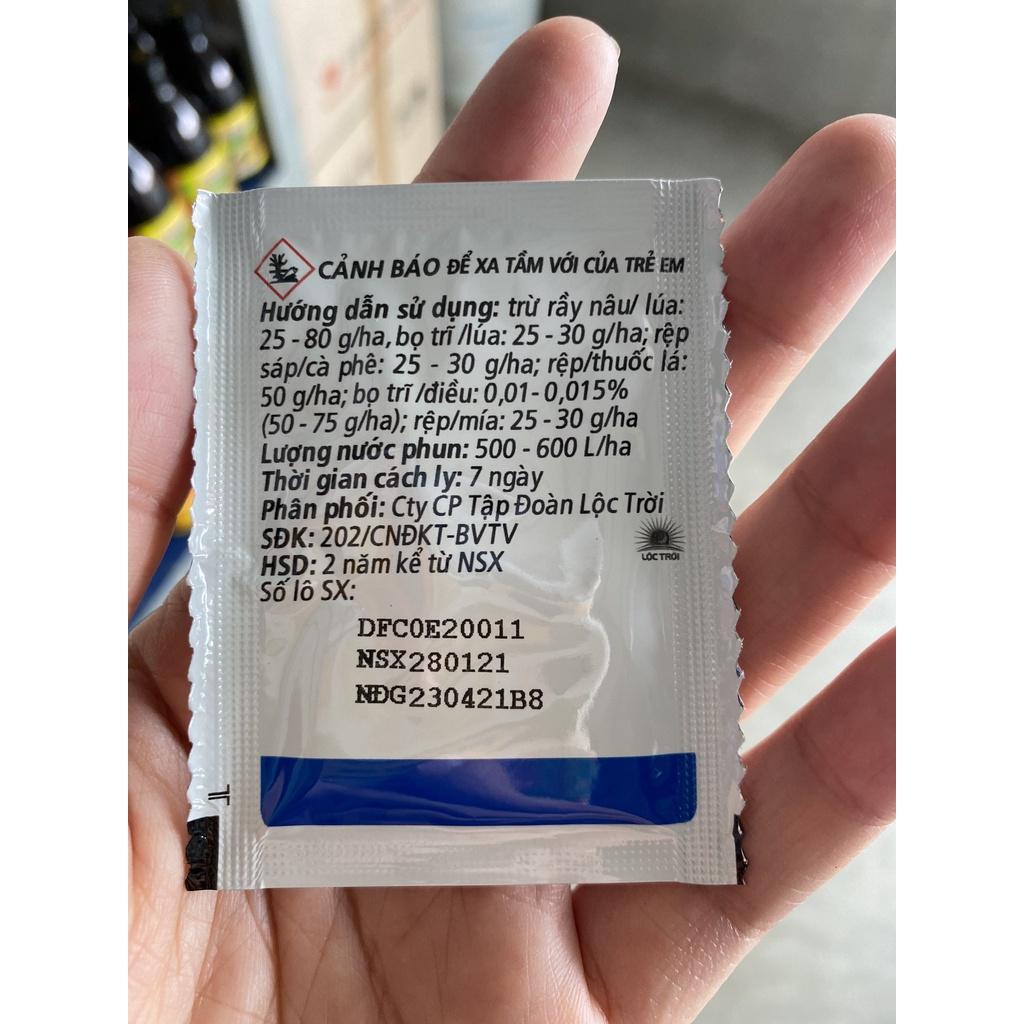 CẢNH BÁO ĐỂ XA TẦM VỚI CỦA TRẺ EM
Hướng dẫn sử dụng: trừ rầy nâu/ lúa:
25 - 80 g/ha, bọ trĩ /lúa: 25 - 30 g/ha; rệp
sáp/cà phê: 25 - 30 g/ha; rệp/thuốc lá:
50 g/ha; bọ trĩ /điều: 0,01- 0,015%
(50 - 75 g/ha); rệp/mía: 25 - 30 g/ha
Lượng nước phun: 500 - 600 L/ha
Thời gian cách ly: 7 ngày
Phân phối: Cty CP Tập Đoàn Lộc Trời
SĐK: 202/CNĐKT-BVTV
LỘC TRỜI
HSD: 2 năm kể từ NSX
Số lô SX:
DFC0E20011
NSX280121
NĐG230421B8